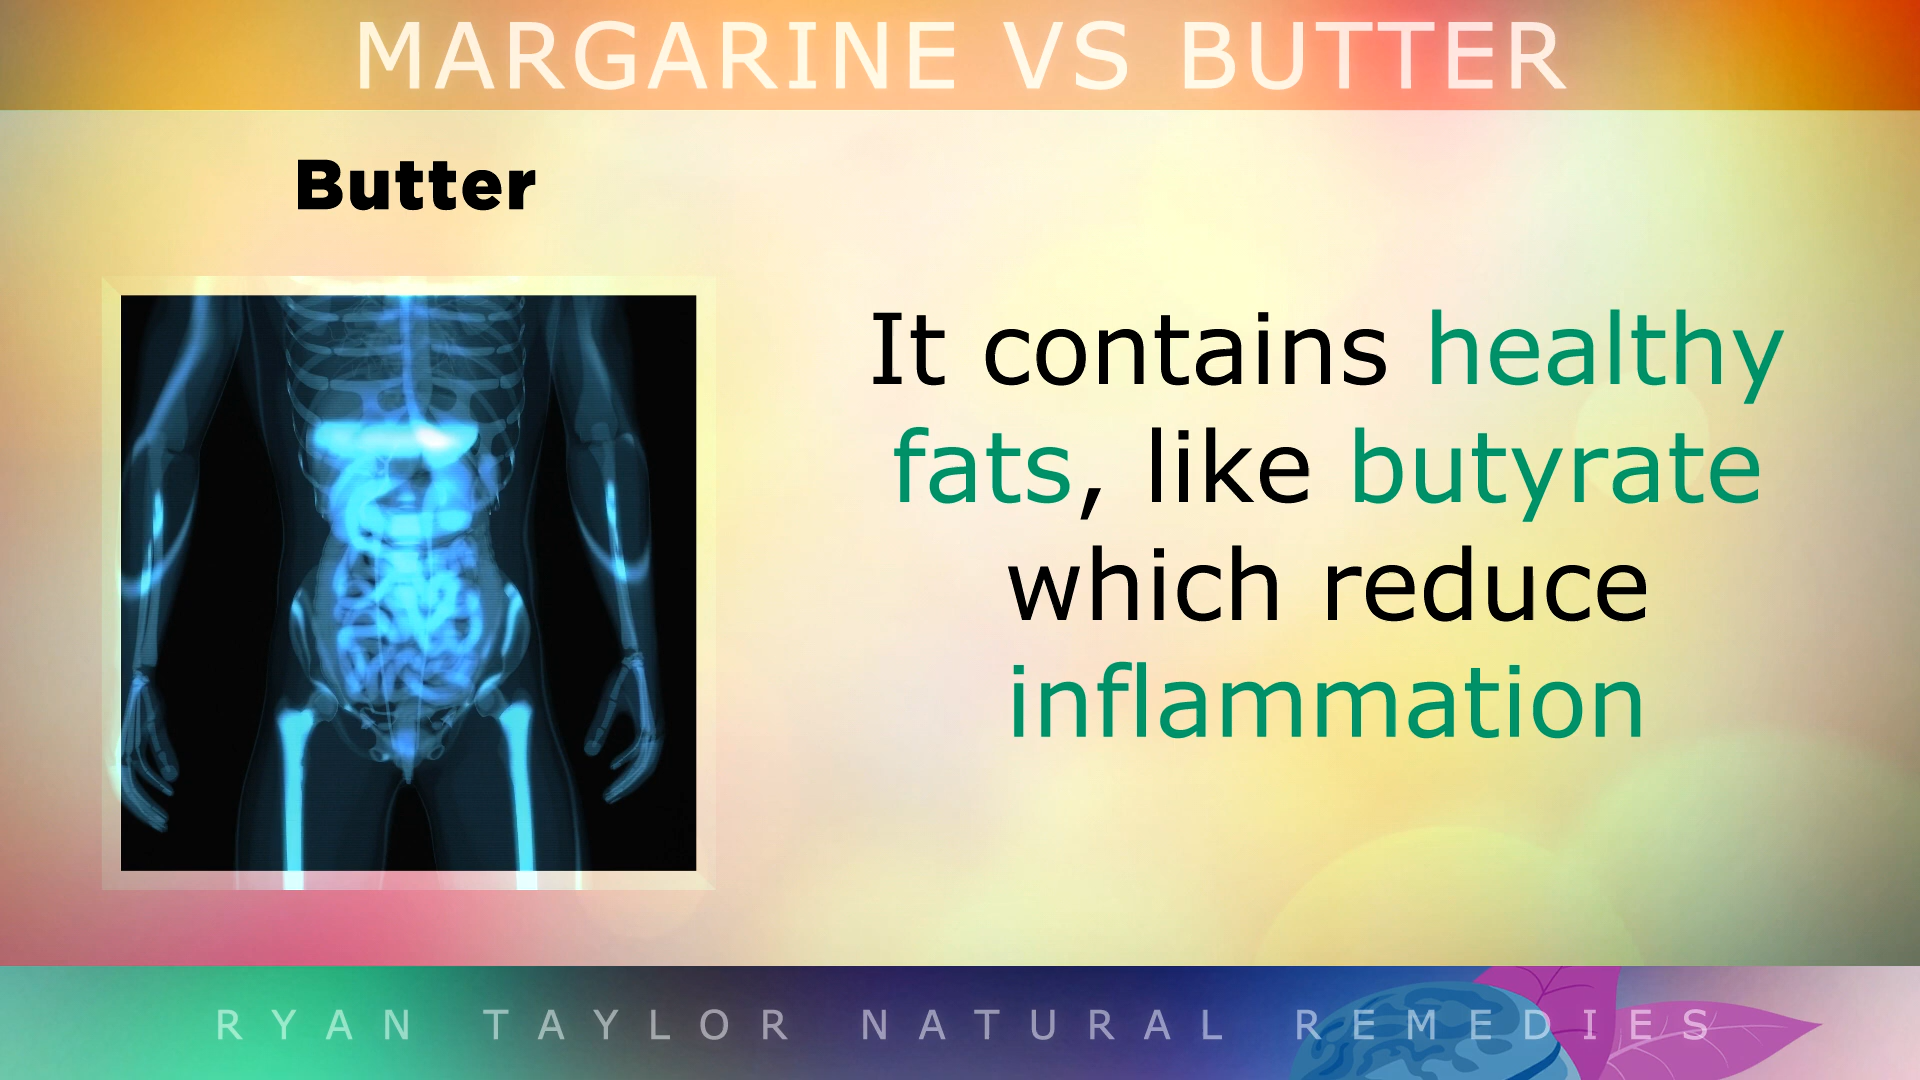 MARGARINE VS BUTTER
Butter
It contains healthy
fats, like butyrate
which reduce
inflammation
RYAN TAYLOR NATURAL REMEDIES